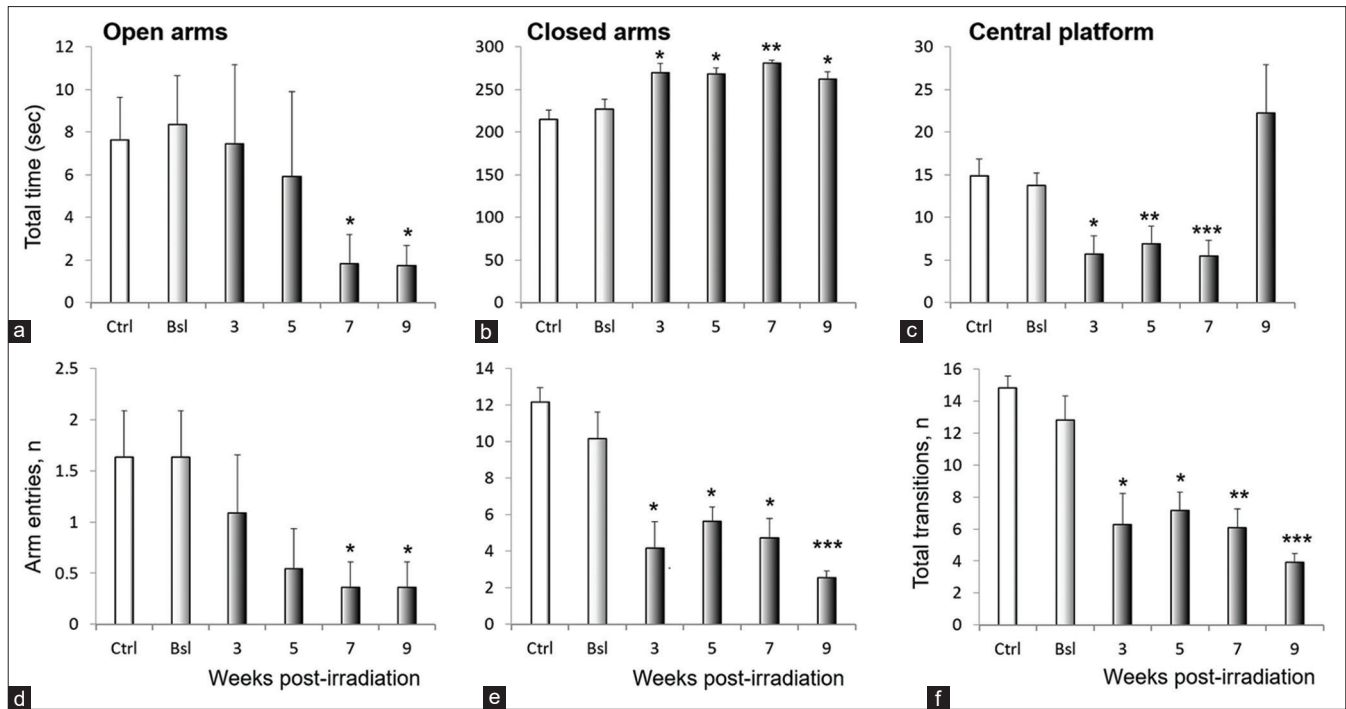 Open arms
Total time (sec)
12
10
8
6
4
2
0
*
*
Ctrl Bsl 3 5 7 9
a
Closed arms
300
250
200
150
100
50
0
* * ** *
Ctrl Bsl 3 5 7 9
b
Central platform
30
25
20
15
10
5
0
* ** ***
Ctrl Bsl 3 5 7 9
c
Arm entries, n
2.5
2
1.5
1
0.5
0
* *
Ctrl Bsl 3 5 7 9
Weeks post-irradiation
d
14
12
10
8
6
4
2
0
* * * ***
Ctrl Bsl 3 5 7 9
Weeks post-irradiation
e
Total transitions, n
16
14
12
10
8
6
4
2
0
* * ** ***
Ctrl Bsl 3 5 7 9
Weeks post-irradiation
f